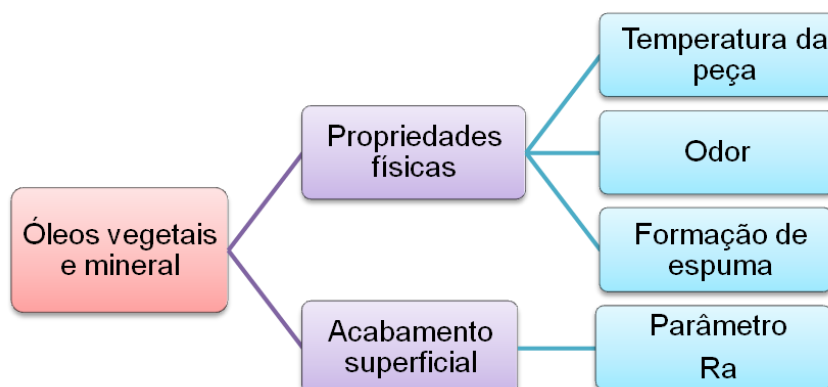 Óleos vegetais
e mineral
Propriedades
físicas
Temperatura da
peça
Odor
Formação de
espuma
Acabamento
superficial
Parâmetro
Ra